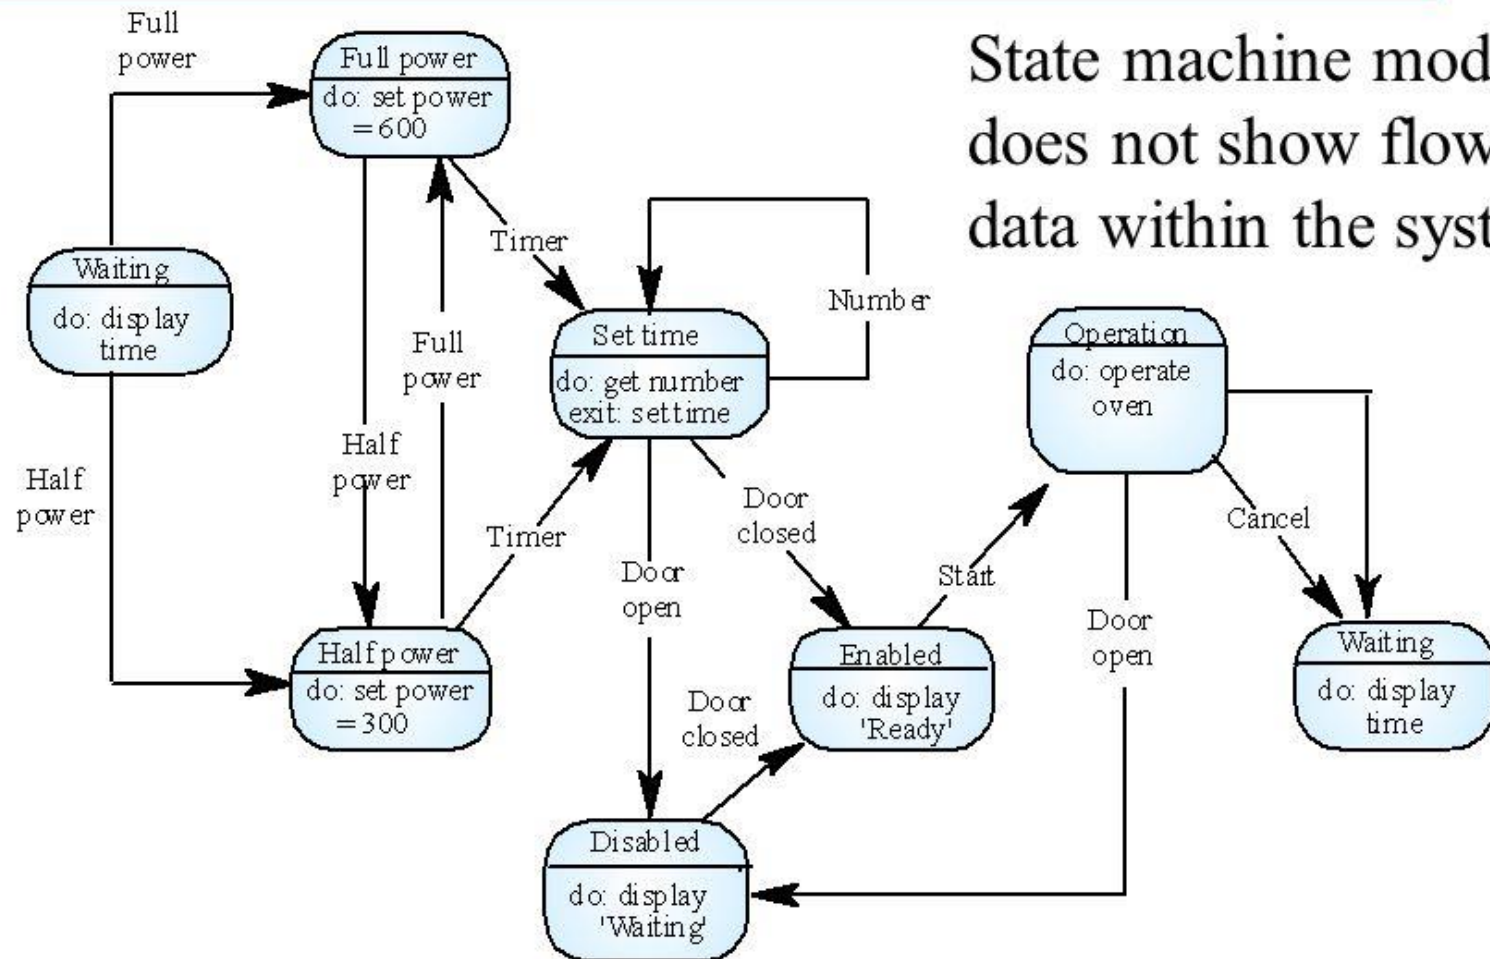 Full
power
Full power
do: set power
= 600
State machine mod
does not show flow
data within the syst
Timer
Waiting
do: display
time
Full
power
Number
Set time
do: get number
exit: set time
Operation
do: operate
oven
Half
power
Half
power
Timer
Door
closed
Cancel
Door
open
Start
Door
open
Half power
do: set power
= 300
Enabled
do: display
'Ready'
Waiting
do: display
time
Door
closed
Disabled
do: display
'Waiting'